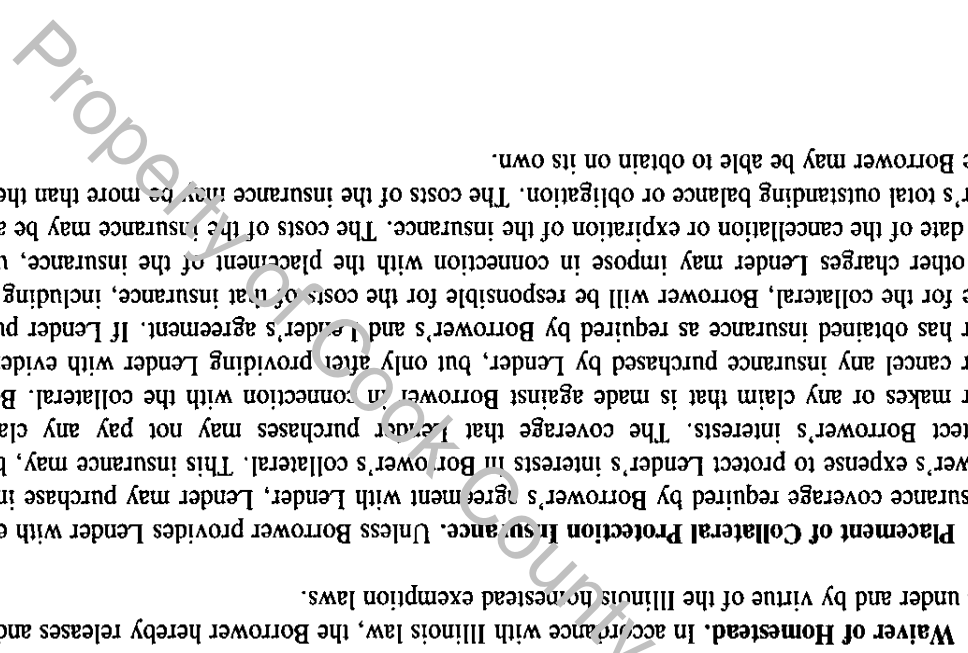 Waiver of Homestead. In accordance with Illinois law, the Borrower hereby releases and
under and by virtue of the Illinois homestead exemption laws.
Placement of Collateral Protection Insurance. Unless Borrower provides Lender with e
surance coverage required by Borrower's agreement with Lender, Lender may purchase in
wer's expense to protect Lender's interests in Borrower's collateral. This insurance may, b
tect Borrower's interests. The coverage that Lender purchases may not pay any cla
r makes or any claim that is made against Borrower in connection with the collateral. B
r cancel any insurance purchased by Lender, but only after providing Lender with evide
r has obtained insurance as required by Borrower's and Lender's agreement. If Lender pu
e for the collateral, Borrower will be responsible for the costs of that insurance, including
other charges Lender may impose in connection with the placement of the insurance, u
date of the cancellation or expiration of the insurance. The costs of the insurance may be a
r's total outstanding balance or obligation. The costs of the insurance may be more than the
e Borrower may be able to obtain on its own.
Property of Cook County